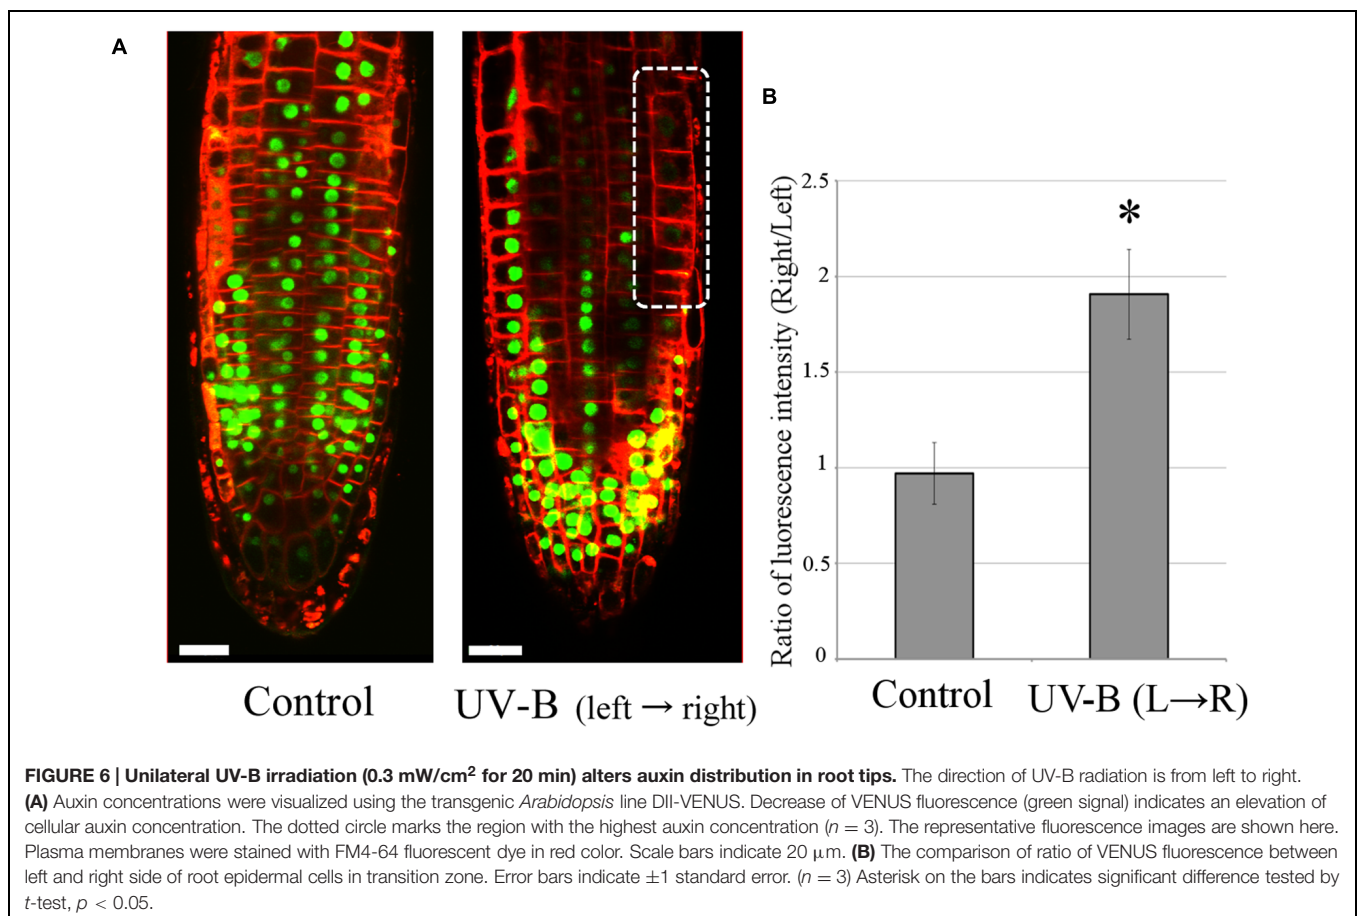 A
B
Ratio of luorescence intensity (Right/Left)
2.5
2
1.5
1
0.5
0
Control
UV-B (left → right)
Control
UV-B (L→R)
*
FIGURE 6 | Unilateral UV-B irradiation (0.3 mW/cm² for 20 min) alters auxin distribution in root tips. The direction of UV-B radiation is from left to right.
(A) Auxin concentrations were visualized using the transgenic Arabidopsis line DII-VENUS. Decrease of VENUS fluorescence (green signal) indicates an elevation of
cellular auxin concentration. The dotted circle marks the region with the highest auxin concentration (n = 3). The representative fluorescence images are shown here.
Plasma membranes were stained with FM4-64 fluorescent dye in red color. Scale bars indicate 20 μm. (B) The comparison of ratio of VENUS fluorescence between
left and right side of root epidermal cells in transition zone. Error bars indicate ±1 standard error. (n = 3) Asterisk on the bars indicates significant difference tested by
t-test, p < 0.05.